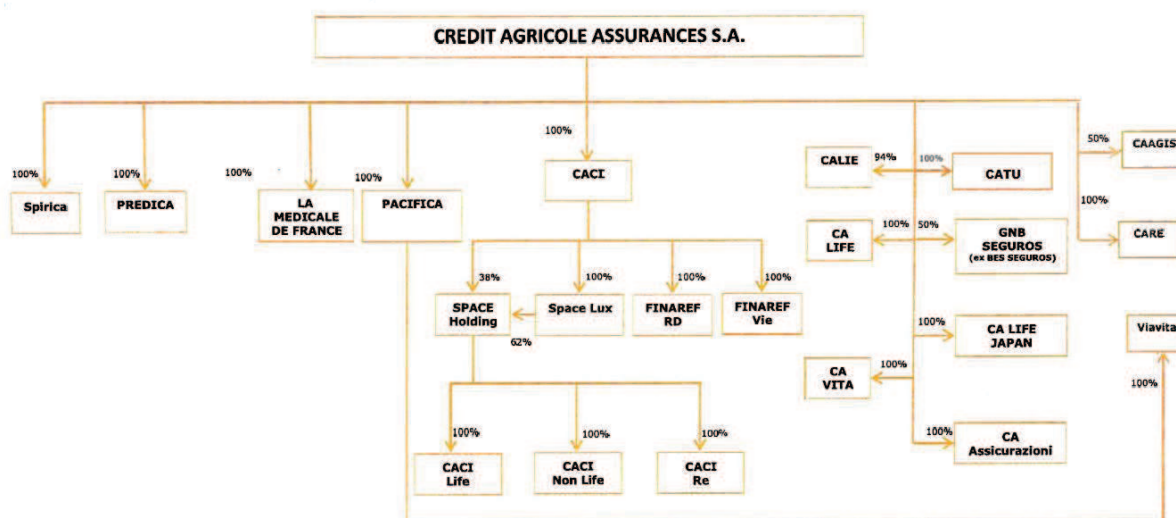 CREDIT AGRICOLE ASSURANCES S.A.
100%
Spirica
100%
PREDICA
100%
LA
MEDICALE
DE FRANCE
100%
PACIFICA
100%
CACI
38%
SPACE
Holding
62%
100%
Space Lux
100%
FINAREF
RD
100%
FINAREF
Vie
100%
CACI
Life
100%
CACI
Non Life
100%
CACI
Re
CALIE
94%
100%
CATU
CA
LIFE
100%
50%
GNB
SEGUROS
(ex BES SEGUROS)
100%
CA LIFE
JAPAN
CA
VITA
100%
100%
CA
Assicurazioni
50%
CAAGIS
100%
CARE
Viavita
100%